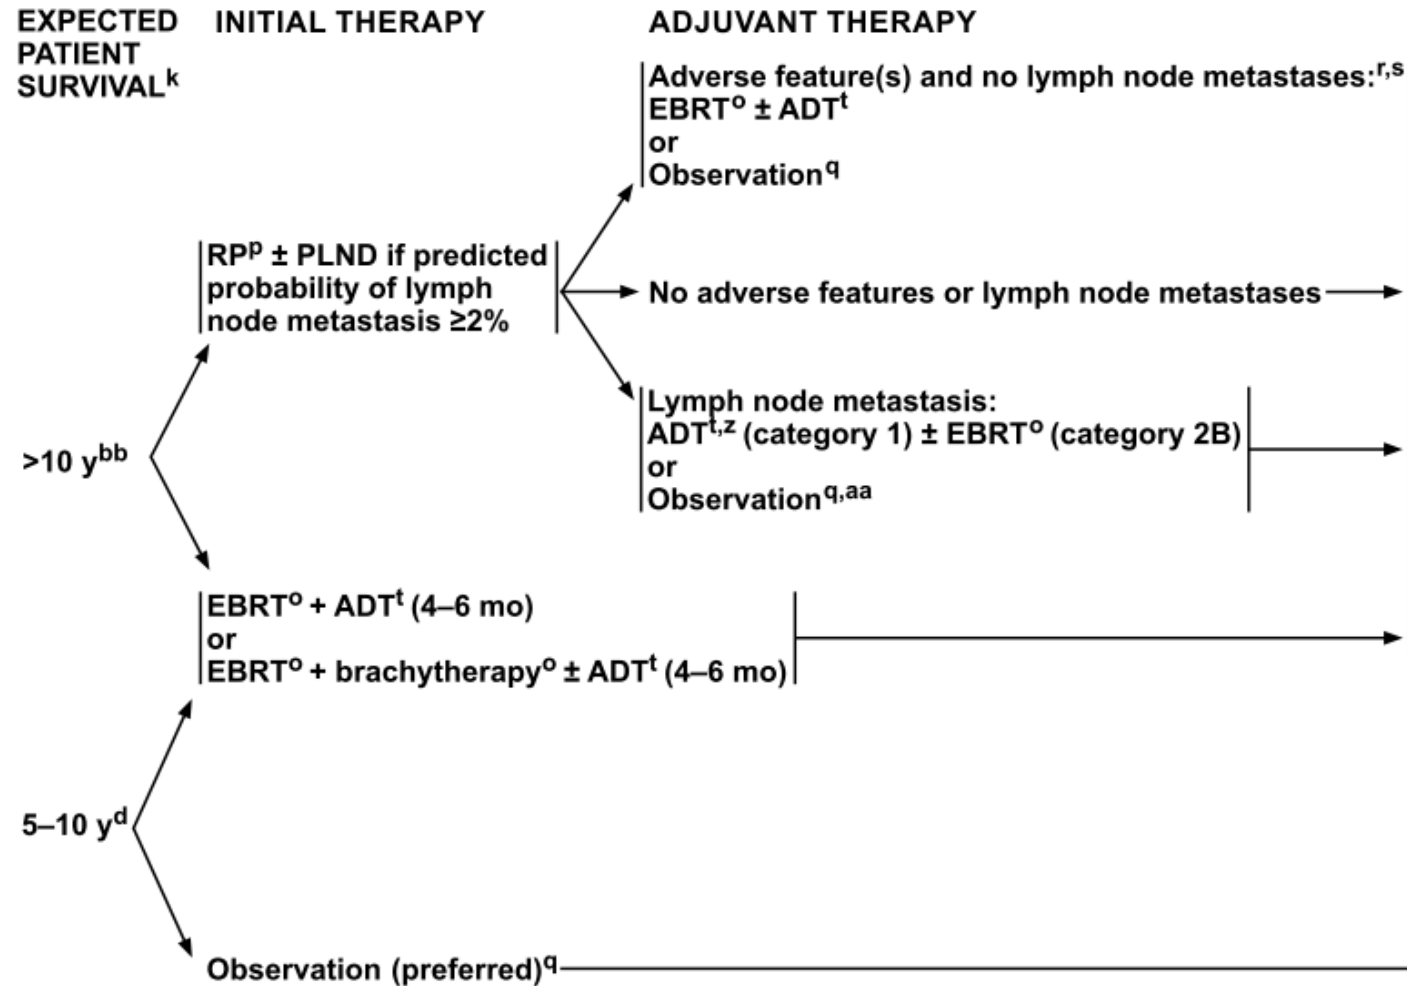 EXPECTED
PATIENT
SURVIVALᵏ
INITIAL THERAPY
ADJUVANT THERAPY
Adverse feature(s) and no lymph node metastases:ʳ,ˢ
EBRTᵒ ± ADTᵗ
or
Observation^q
RPᵖ ± PLND if predicted
probability of lymph
node metastasis ≥2%
No adverse features or lymph node metastases
Lymph node metastasis:
ADTᵗ,ᶻ (category 1) ± EBRTᵒ (category 2B)
or
Observation^q,aa
>10 yᵇᵇ
EBRTᵒ + ADTᵗ (4–6 mo)
or
EBRTᵒ + brachytherapyᵒ ± ADTᵗ (4–6 mo)
5–10 yᵈ
Observation (preferred)^q